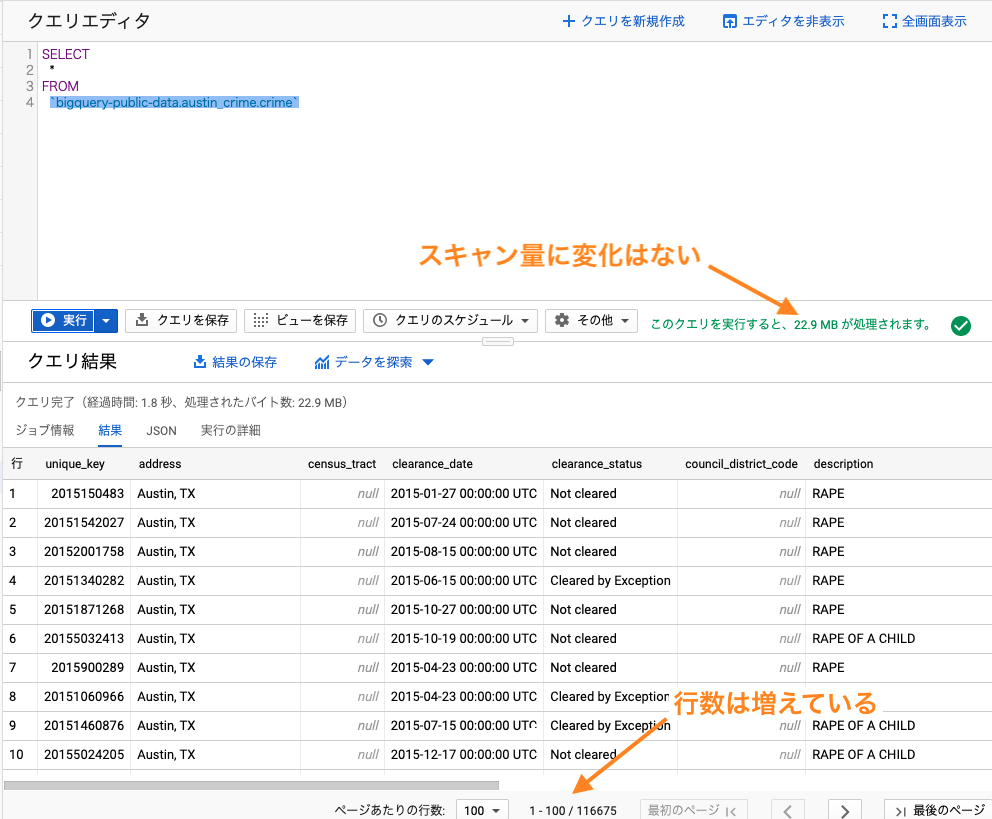 クエリエディタ
クエリを新規作成 エディタを非表示 全画面表示
1 SELECT
2 *
3 FROM
4 `bigquery-public-data.austin_crime.crime`
スキャン量に変化はない
実行 クエリを保存 ビューを保存 クエリのスケジュール その他 このクエリを実行すると、22.9 MB が処理されます。
クエリ結果 結果の保存 データを探索
クエリ完了（経過時間: 1.8 秒、処理されたバイト数: 22.9 MB）
ジョブ情報 結果 JSON 実行の詳細
行 unique_key address census_tract clearance_date clearance_status council_district_code description
1 2015150483 Austin, TX null 2015-01-27 00:00:00 UTC Not cleared null RAPE
2 20151542027 Austin, TX null 2015-07-24 00:00:00 UTC Not cleared null RAPE
3 20152001758 Austin, TX null 2015-08-15 00:00:00 UTC Not cleared null RAPE
4 20151340282 Austin, TX null 2015-06-15 00:00:00 UTC Cleared by Exception null RAPE
5 20151871268 Austin, TX null 2015-10-27 00:00:00 UTC Not cleared null RAPE
6 20155032413 Austin, TX null 2015-10-19 00:00:00 UTC Not cleared null RAPE OF A CHILD
7 2015900289 Austin, TX null 2015-04-23 00:00:00 UTC Not cleared null RAPE
8 20151060966 Austin, TX null 2015-04-23 00:00:00 UTC Cleared by Exception
行数は増えている
9 20151460876 Austin, TX null 2015-07-15 00:00:00 UTC Cleared by Exception null RAPE OF A CHILD
10 20155024205 Austin, TX null 2015-12-17 00:00:00 UTC Not cleared null RAPE OF A CHILD
ページあたりの行数: 100 1 - 100 / 116675 最初のページ 最後のページ